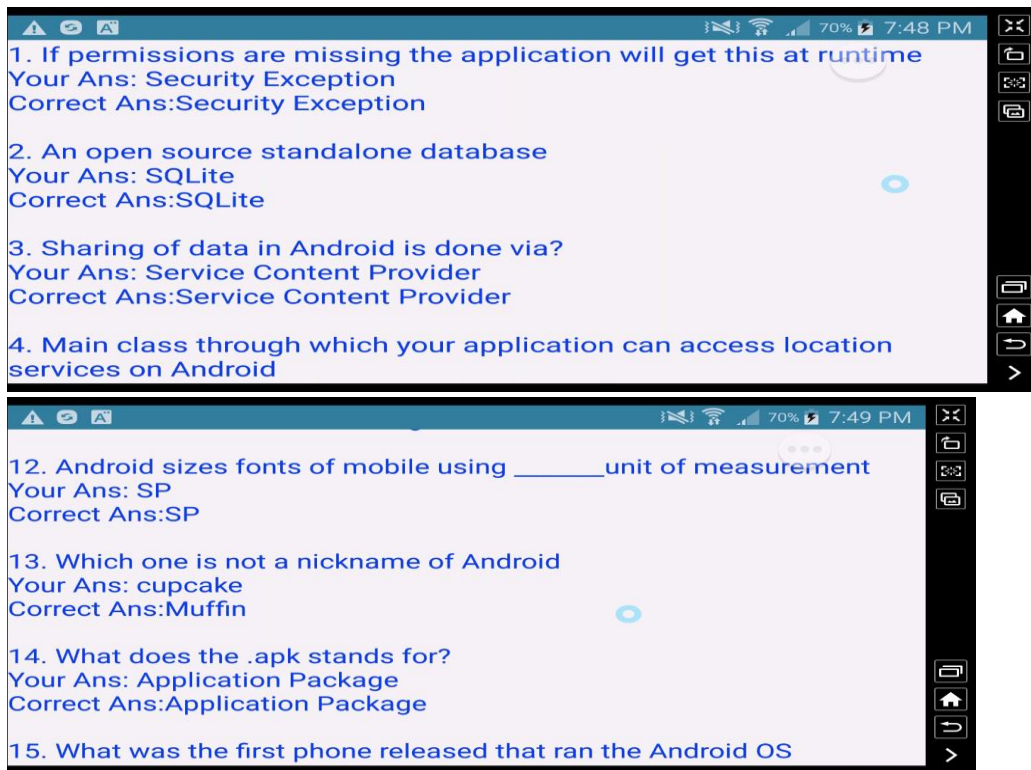 70% 7:48 PM
1. If permissions are missing the application will get this at runtime
Your Ans: Security Exception
Correct Ans:Security Exception
2. An open source standalone database
Your Ans: SQLite
Correct Ans:SQLite
3. Sharing of data in Android is done via?
Your Ans: Service Content Provider
Correct Ans:Service Content Provider
4. Main class through which your application can access location
services on Android
70% 7:49 PM
12. Android sizes fonts of mobile using _______unit of measurement
Your Ans: SP
Correct Ans:SP
13. Which one is not a nickname of Android
Your Ans: cupcake
Correct Ans:Muffin
14. What does the .apk stands for?
Your Ans: Application Package
Correct Ans:Application Package
15. What was the first phone released that ran the Android OS